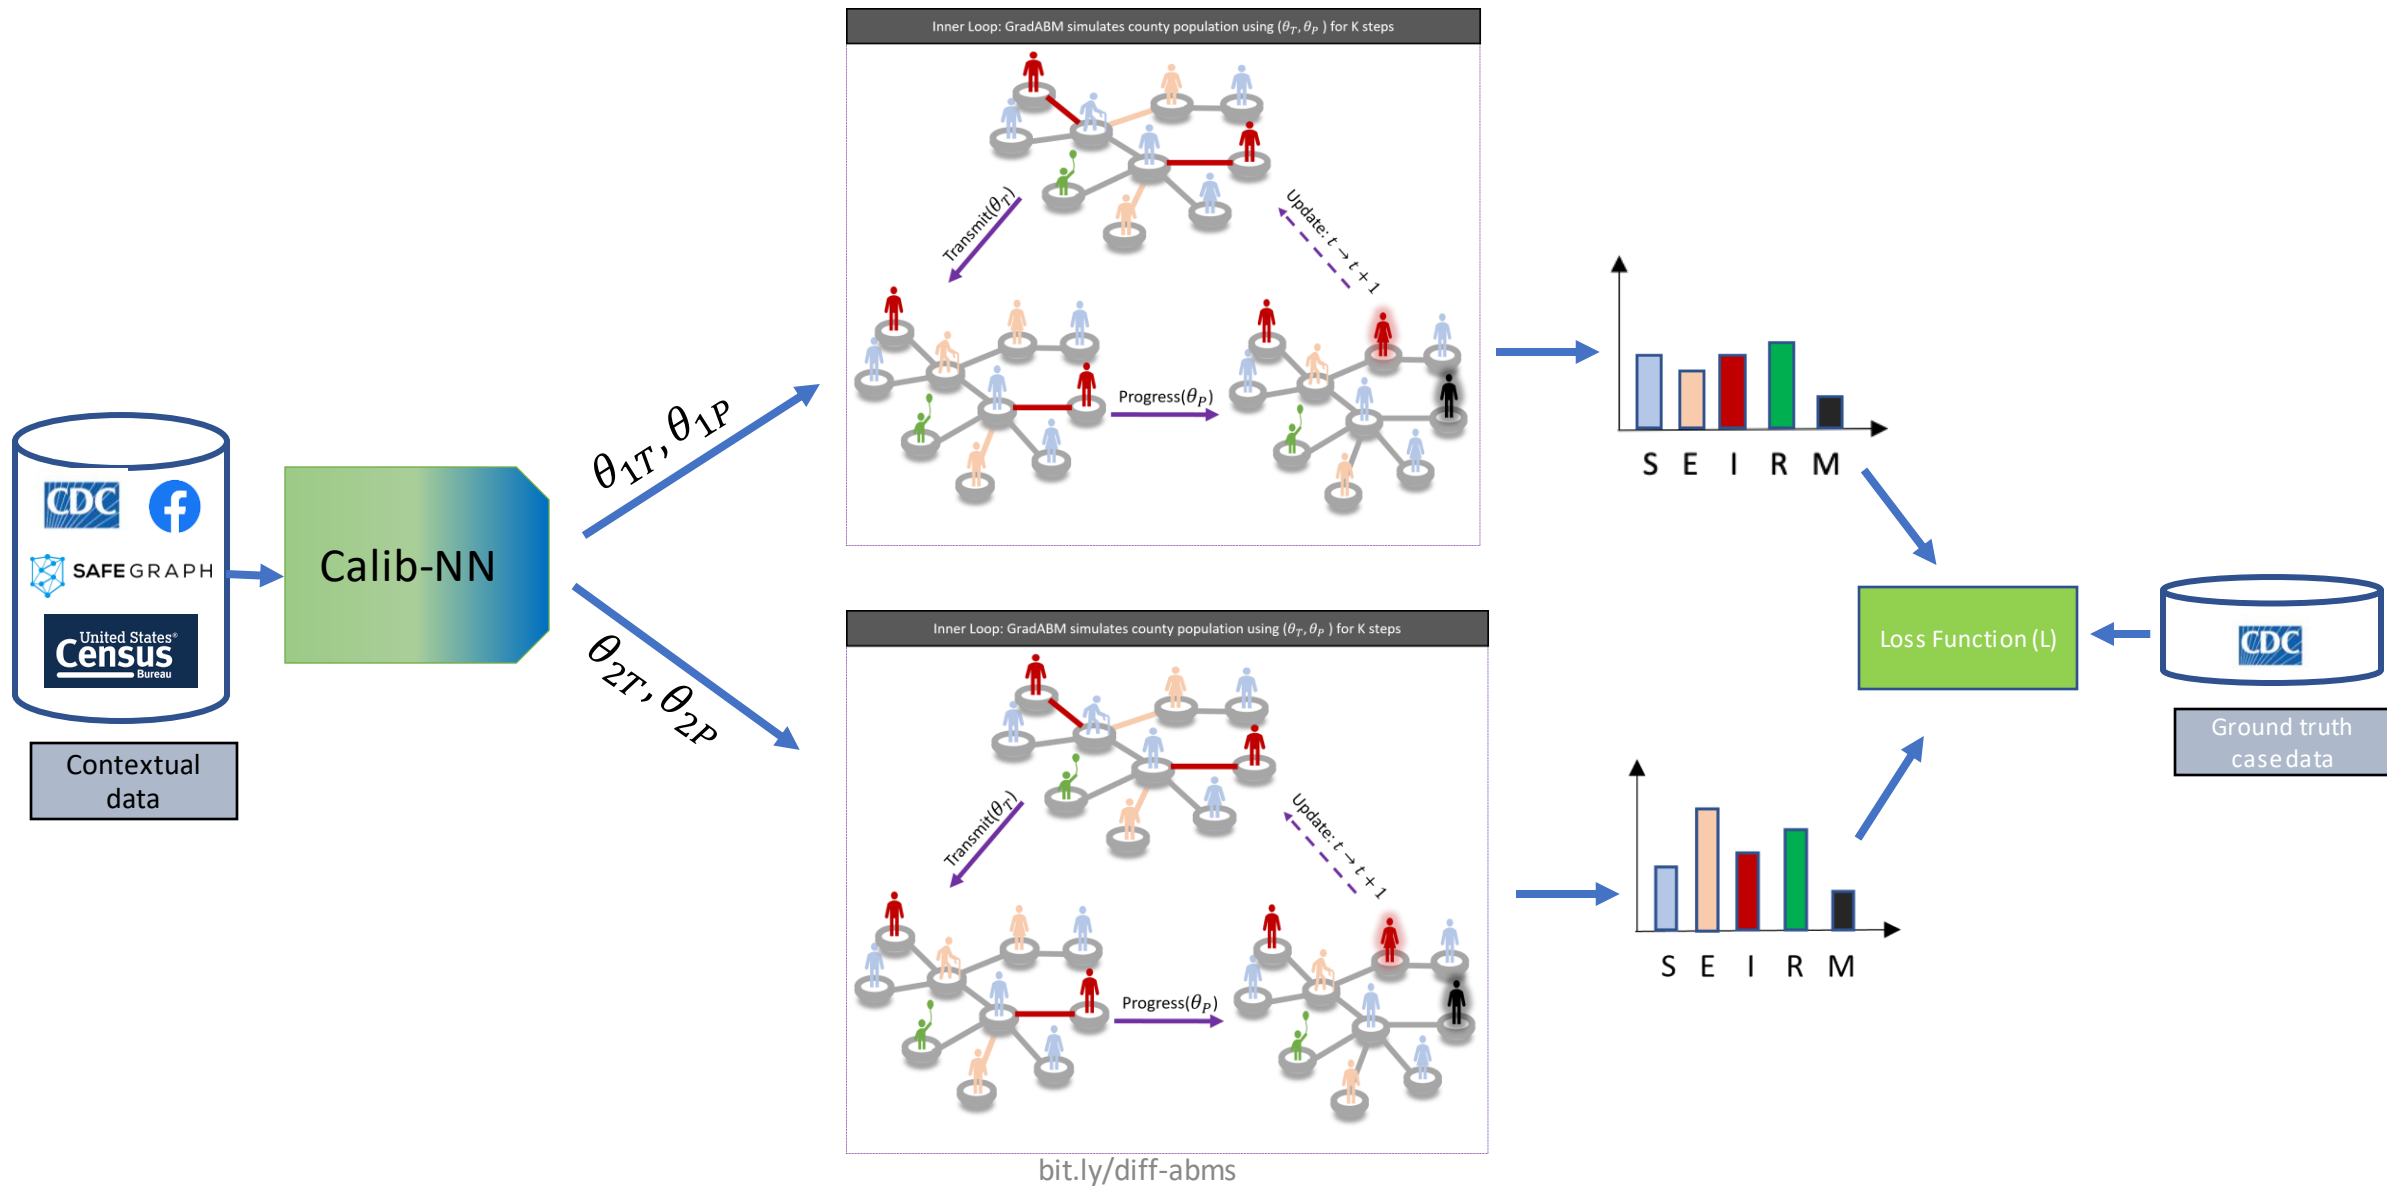 Inner Loop: GradABM simulates county population using (θ_T, θ_P ) for K steps
Transmit(θ_T)
Update: t → t + 1
Progress(θ_P)
S E I R M
θ_1T, θ_1P
CDC
SAFEGRAPH
United States®
Census
Bureau
Contextual
data
Calib-NN
θ_2T, θ_2P
Inner Loop: GradABM simulates county population using (θ_T, θ_P ) for K steps
Transmit(θ_T)
Update: t → t + 1
Progress(θ_P)
S E I R M
Loss Function (L)
CDC
Ground truth
case data
bit.ly/diff-abms